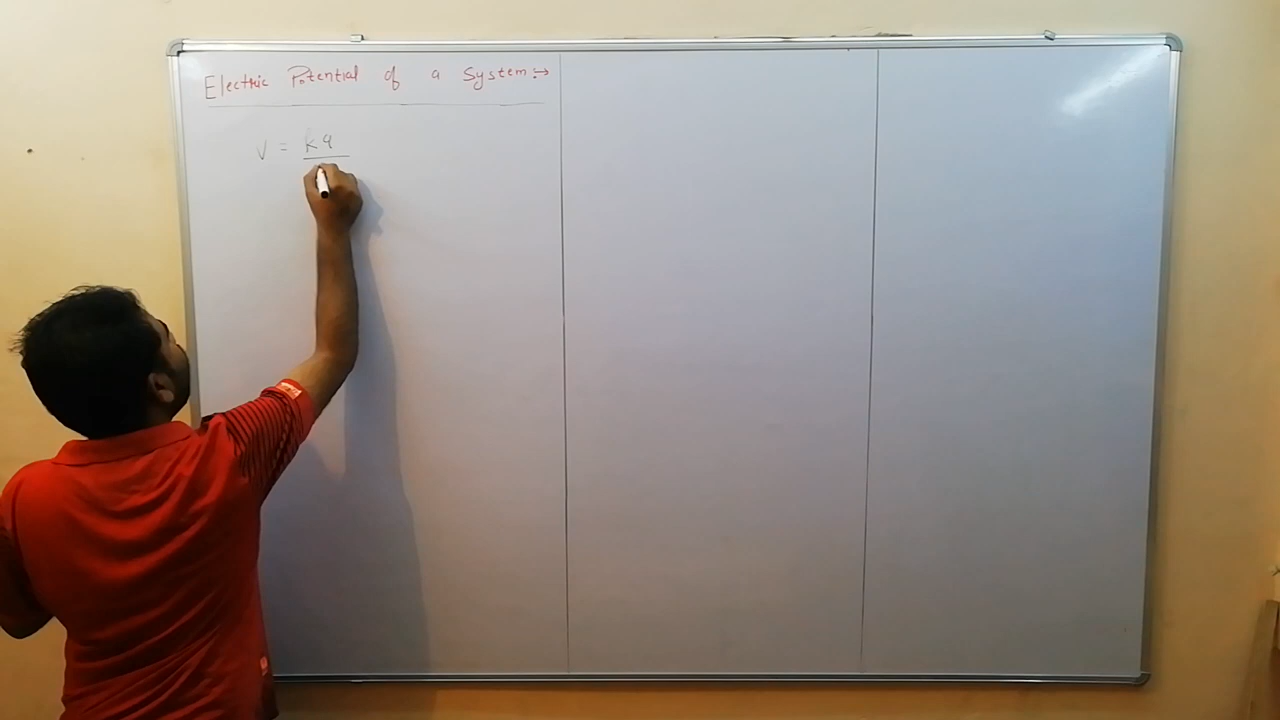 Electric Potential of a System:→
V = kq